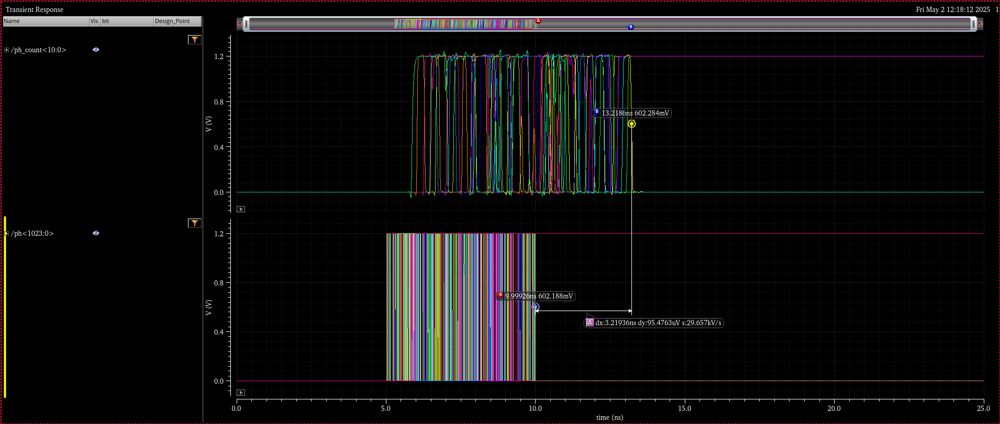 Transient Response
Fri May 2 12:18:12 2025 1
Name Vis bit Design_Point
A
B
/ph_count<10:0>
1.2
0.8
B 13.2186ns 602.284mV
V (V)
0.4
0.0
/ph<1023:0>
1.2
0.8
A 9.99926ns 602.188mV
V (V)
Δ dx:3.21936ns dy:95.4763uV s:29.657kV/s
0.4
0.0
0.0 5.0 10.0 15.0 20.0 25.0
time (ns)